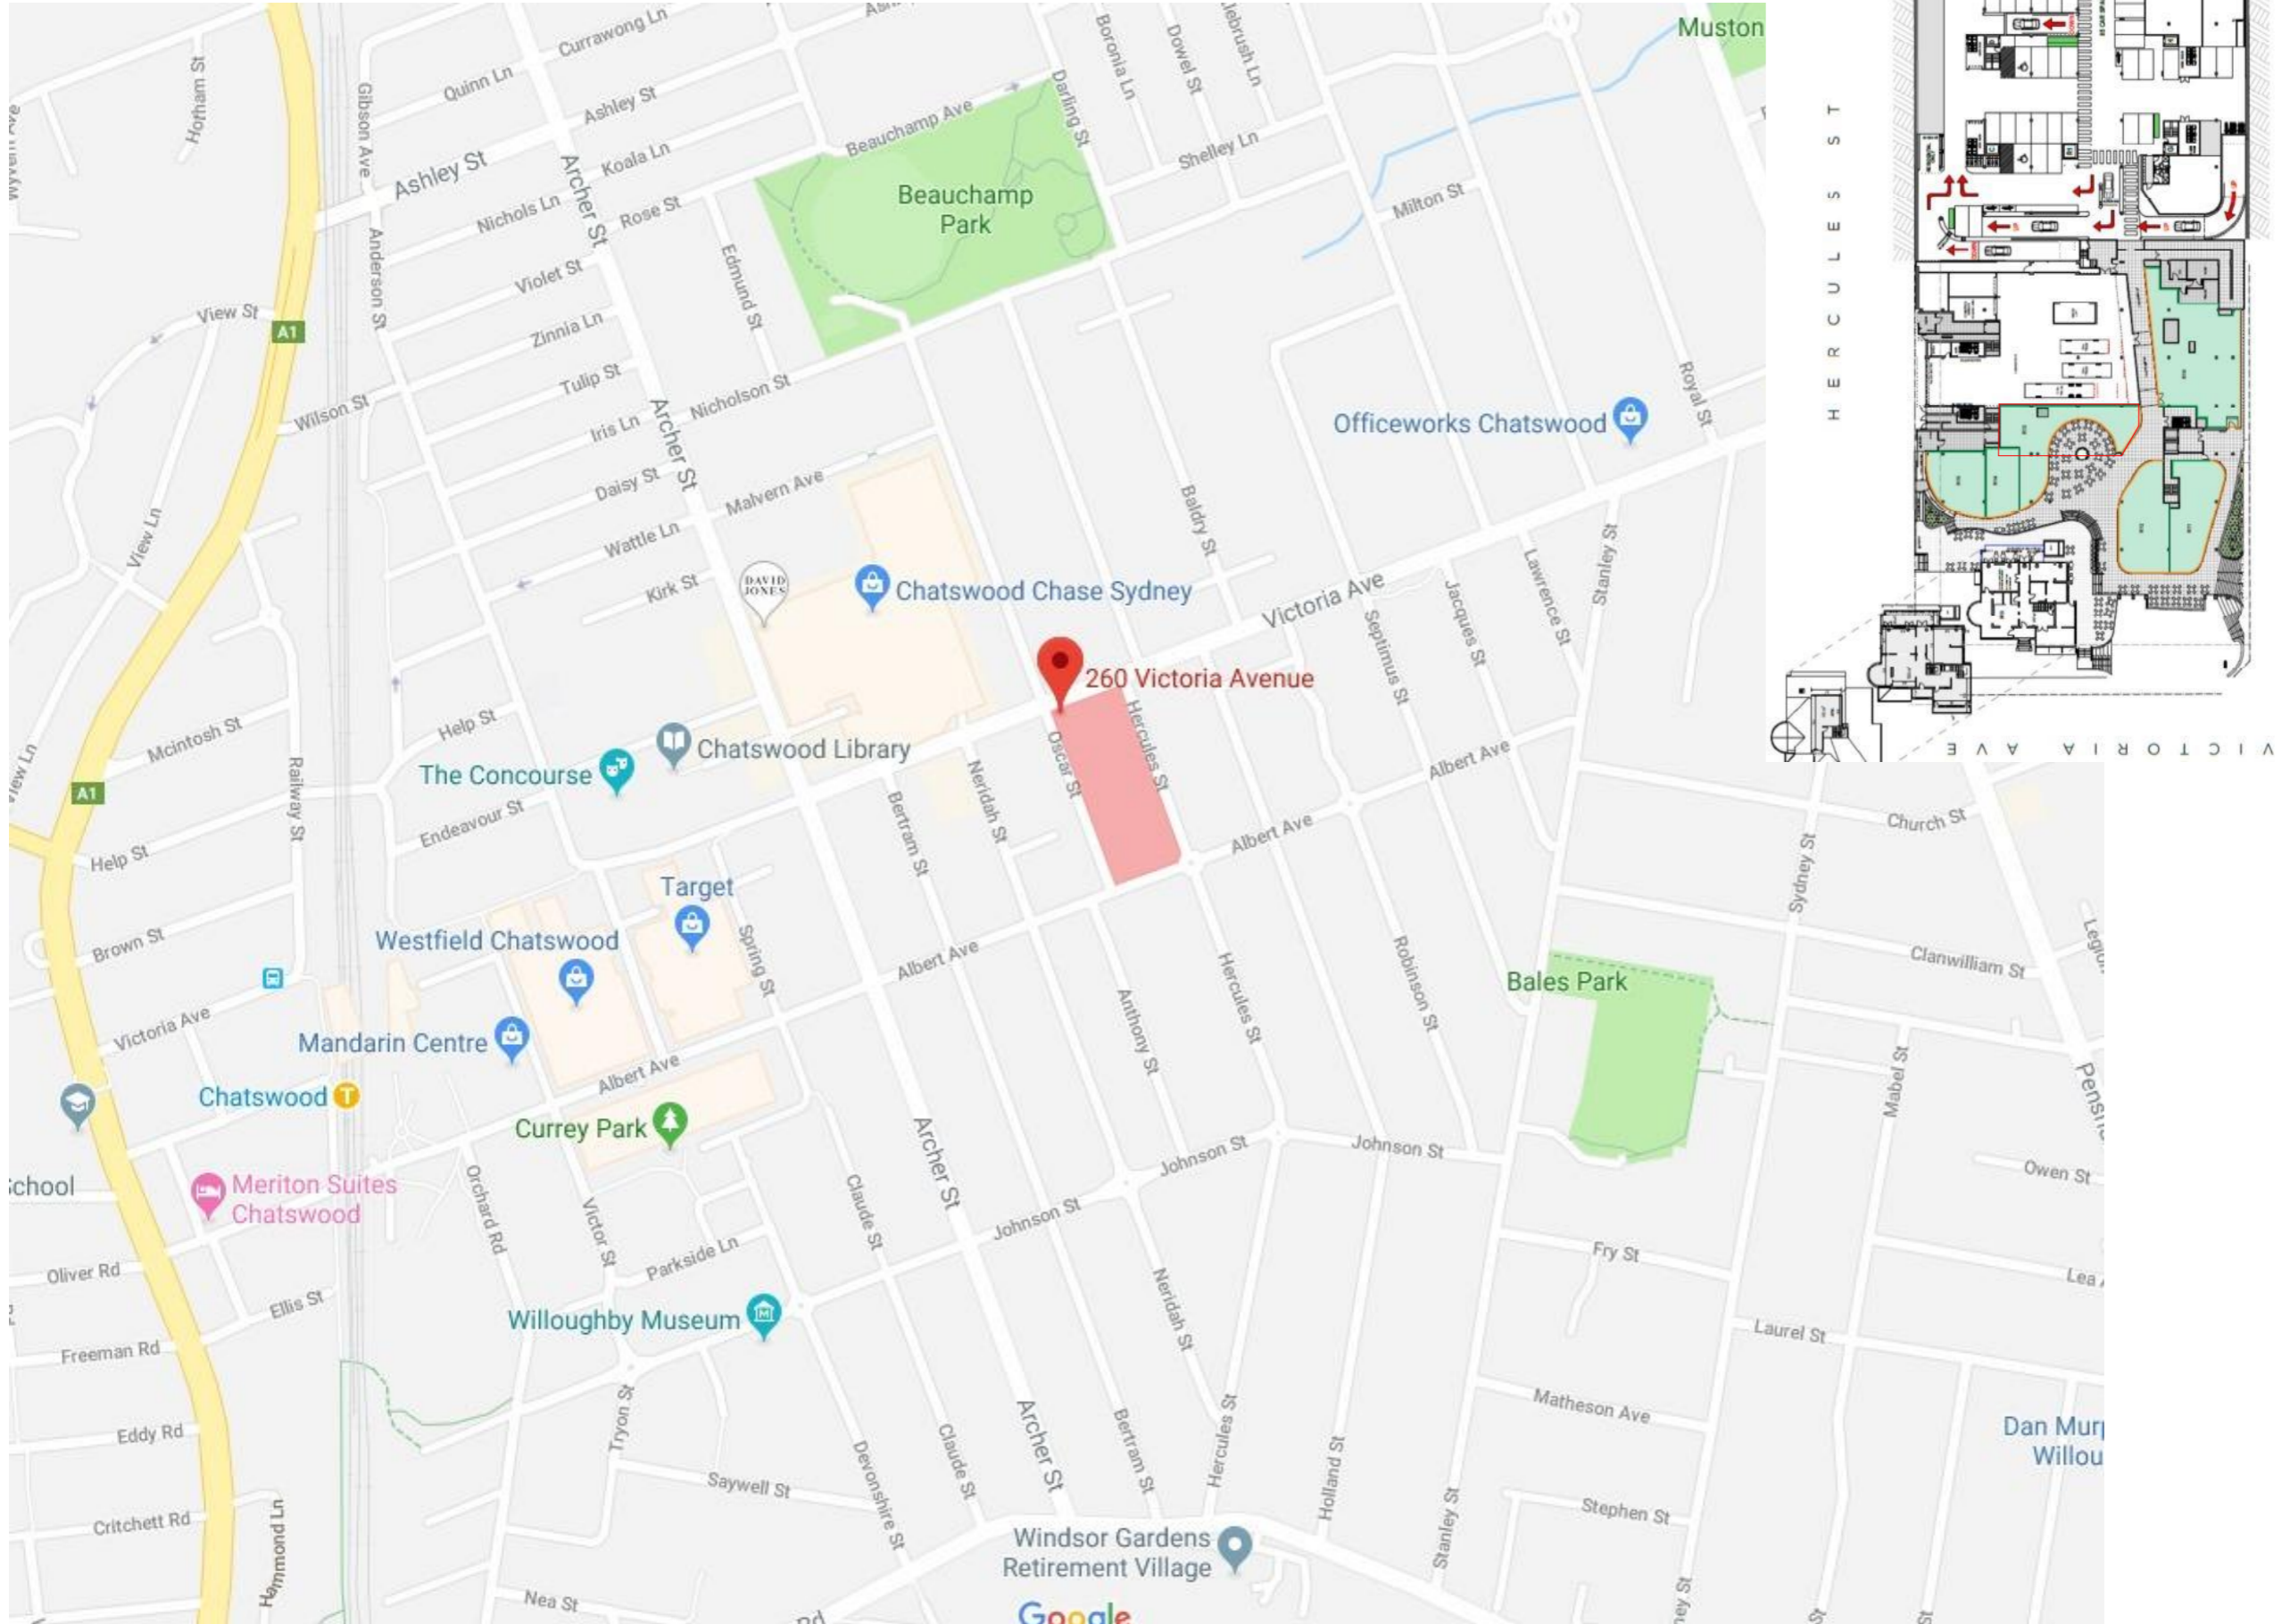 Currawong Ln
Quinn Ln
Hotham St
Gibson Ave
Ashley St
Ashley St
Archer St
Koala Ln
Nichols Ln
Rose St
Beauchamp Ave
Darling St
Boronia Ln
Dowel St
Shelley Ln
Muston
Beauchamp
Park
Milton St
Anderson St
Violet St
Edmund St
View St
A1
Zinnia Ln
Tulip St
Wilson St
Nicholson St
Iris Ln
Archer St
Royal St
Officeworks Chatswood
Daisy St
Malvern Ave
Wattle Ln
View Ln
Baldry St
Kirk St
DAVID
JONES
Chatswood Chase Sydney
Victoria Ave
Lawrence St
Stanley St
Jacques St
Septimus St
260 Victoria Avenue
Hercules St
Oscar St
Help St
Mcintosh St
Railway St
Chatswood Library
The Concourse
Neridah St
Bertram St
Albert Ave
Albert Ave
Endeavour St
A1
Help St
Church St
Sydney St
Target
Westfield Chatswood
Spring St
Brown St
Albert Ave
Hercules St
Robinson St
Bales Park
Clanwilliam St
Victoria Ave
Mandarin Centre
Albert Ave
Anthony St
Mabel St
Chatswood
T
Currey Park
Archer St
Johnson St
Johnson St
Owen St
Meriton Suites
Chatswood
Orchard Rd
Victor St
Claude St
Johnson St
Parkside Ln
Fry St
Oliver Rd
Ellis St
Neridah St
Willoughby Museum
Laurel St
Freeman Rd
Tryon St
Matheson Ave
Eddy Rd
Devonshire St
Claude St
Archer St
Bertram St
Hercules St
Holland St
Saywell St
Stanley St
Stephen St
Critchett Rd
Hammond Ln
Windsor Gardens
Retirement Village
Nea St
Google
HERCULES ST
VICTORIA AVE